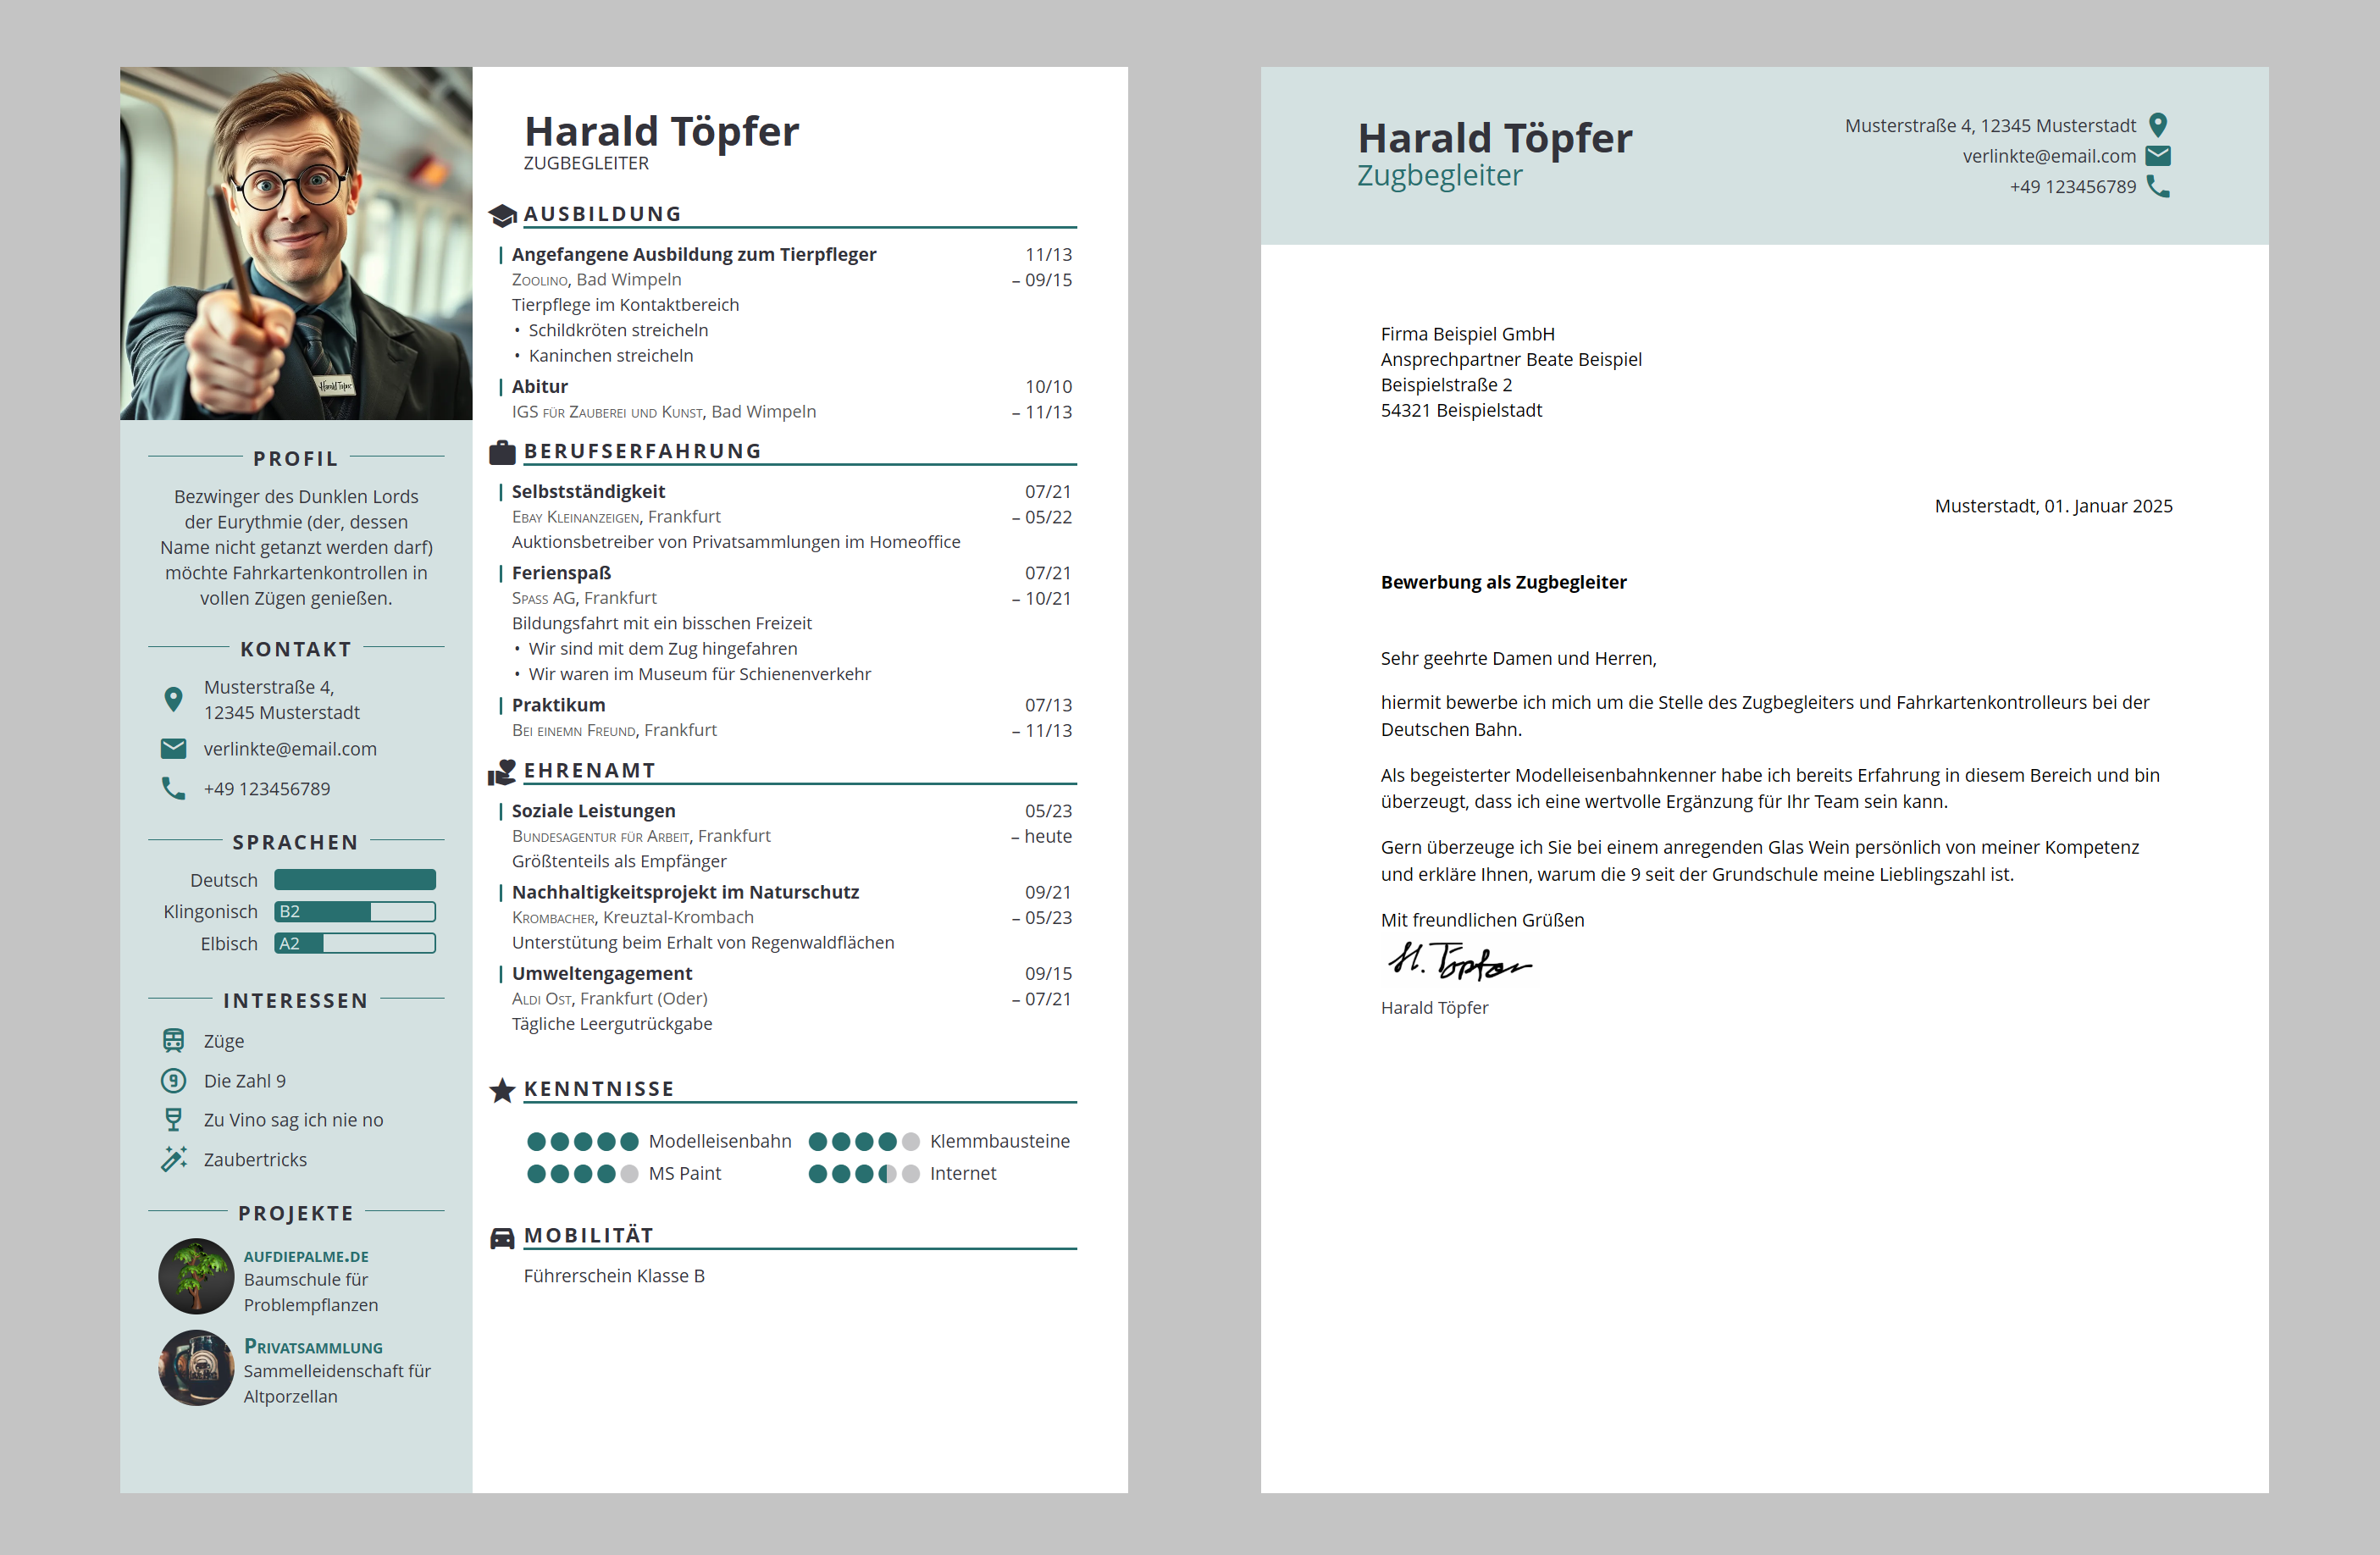 Harald Töpfer
ZUGBEGLEITER
AUSBILDUNG
Angefangene Ausbildung zum Tierpfleger 11/13
Zoolino, Bad Wimpeln – 09/15
Tierpflege im Kontaktbereich
• Schildkröten streicheln
• Kaninchen streicheln
Abitur 10/10
IGS für Zauberei und Kunst, Bad Wimpeln – 11/13
BERUFSERFAHRUNG
Selbstständigkeit 07/21
Ebay Kleinanzeigen, Frankfurt – 05/22
Auktionsbetreiber von Privatsammlungen im Homeoffice
Ferienspaß 07/21
Spass AG, Frankfurt – 10/21
Bildungsfahrt mit ein bisschen Freizeit
• Wir sind mit dem Zug hingefahren
• Wir waren im Museum für Schienenverkehr
Praktikum 07/13
Bei einemn Freund, Frankfurt – 11/13
EHRENAMT
Soziale Leistungen 05/23
Bundesagentur für Arbeit, Frankfurt – heute
Größtenteils als Empfänger
Nachhaltigkeitsprojekt im Naturschutz 09/21
Krombacher, Kreuztal-Krombach – 05/23
Unterstütung beim Erhalt von Regenwaldflächen
Umweltengagement 09/15
Aldi Ost, Frankfurt (Oder) – 07/21
Tägliche Leergutrückgabe
KENNTNISSE
Modelleisenbahn Klemmbausteine
MS Paint Internet
MOBILITÄT
Führerschein Klasse B
Harald Töpfer
PROFIL
Bezwinger des Dunklen Lords
der Eurythmie (der, dessen
Name nicht getanzt werden darf)
möchte Fahrkartenkontrollen in
vollen Zügen genießen.
KONTAKT
Musterstraße 4,
12345 Musterstadt
verlinkte@email.com
+49 123456789
SPRACHEN
Deutsch
Klingonisch B2
Elbisch A2
INTERESSEN
Züge
9 Die Zahl 9
Zu Vino sag ich nie no
Zaubertricks
PROJEKTE
aufdiepalme.de
Baumschule für
Problempflanzen
Privatsammlung
Sammelleidenschaft für
Altporzellan
Harald Töpfer
Zugbegleiter
Musterstraße 4, 12345 Musterstadt
verlinkte@email.com
+49 123456789
Firma Beispiel GmbH
Ansprechpartner Beate Beispiel
Beispielstraße 2
54321 Beispielstadt
Musterstadt, 01. Januar 2025
Bewerbung als Zugbegleiter
Sehr geehrte Damen und Herren,
hiermit bewerbe ich mich um die Stelle des Zugbegleiters und Fahrkartenkontrolleurs bei der
Deutschen Bahn.
Als begeisterter Modelleisenbahnkenner habe ich bereits Erfahrung in diesem Bereich und bin
überzeugt, dass ich eine wertvolle Ergänzung für Ihr Team sein kann.
Gern überzeuge ich Sie bei einem anregenden Glas Wein persönlich von meiner Kompetenz
und erkläre Ihnen, warum die 9 seit der Grundschule meine Lieblingszahl ist.
Mit freundlichen Grüßen
H. Töpfer
Harald Töpfer